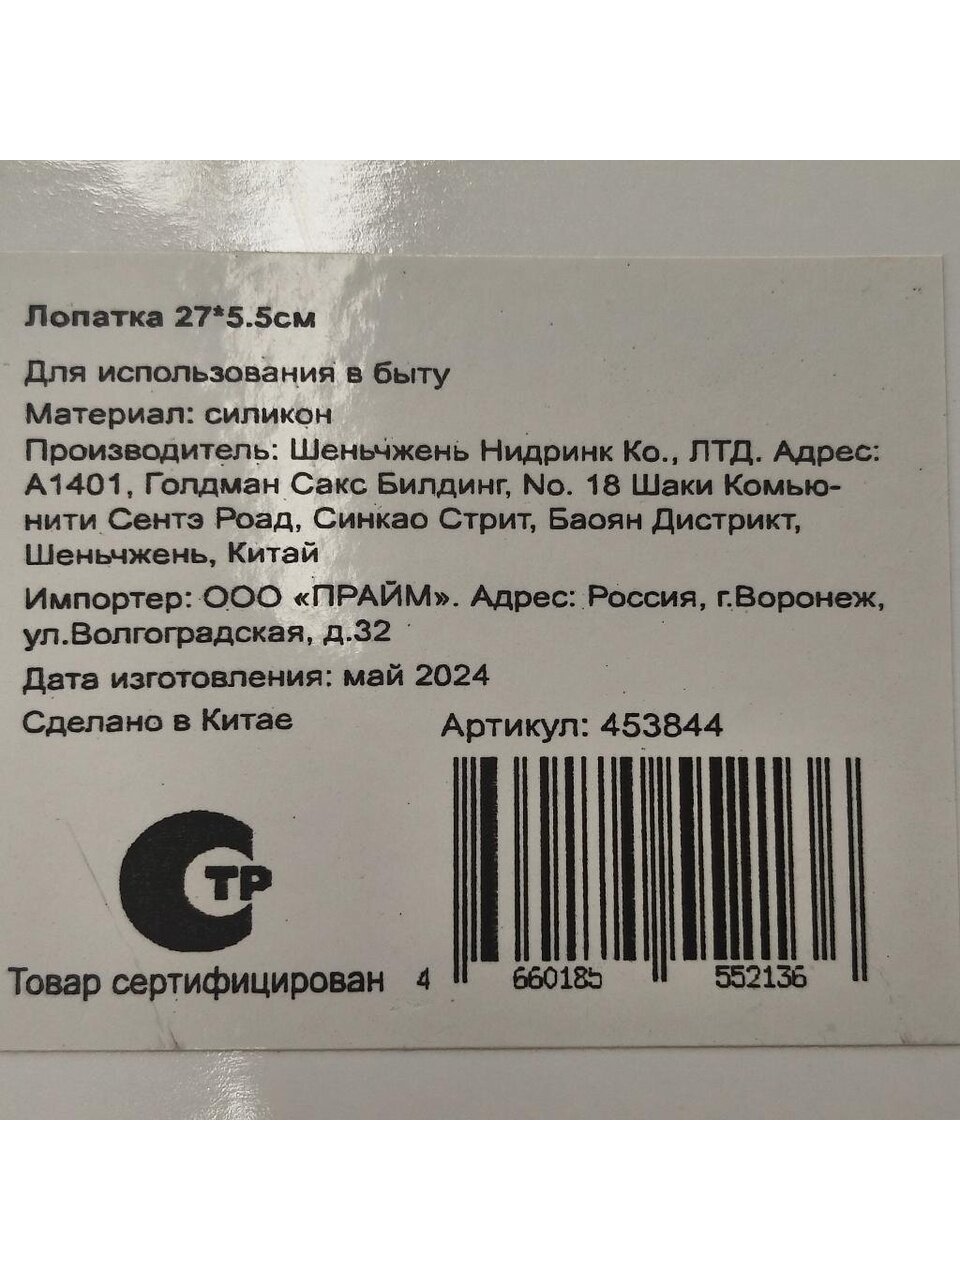 Лопатка 27*5.5см
Для использования в быту
Материал: силикон
Производитель: Шеньчжень Нидринк Ко., ЛТД. Адрес:
А1401, Голдман Сакс Билдинг, No. 18 Шаки Комью-
нити Сентэ Роад, Синкао Стрит, Баоян Дистрикт,
Шеньчжень, Китай
Импортер: ООО «ПРАЙМ». Адрес: Россия, г.Воронеж,
ул.Волгоградская, д.32
Дата изготовления: май 2024
Сделано в Китае
Артикул: 453844
ТР
Товар сертифицирован
4 660185 552136